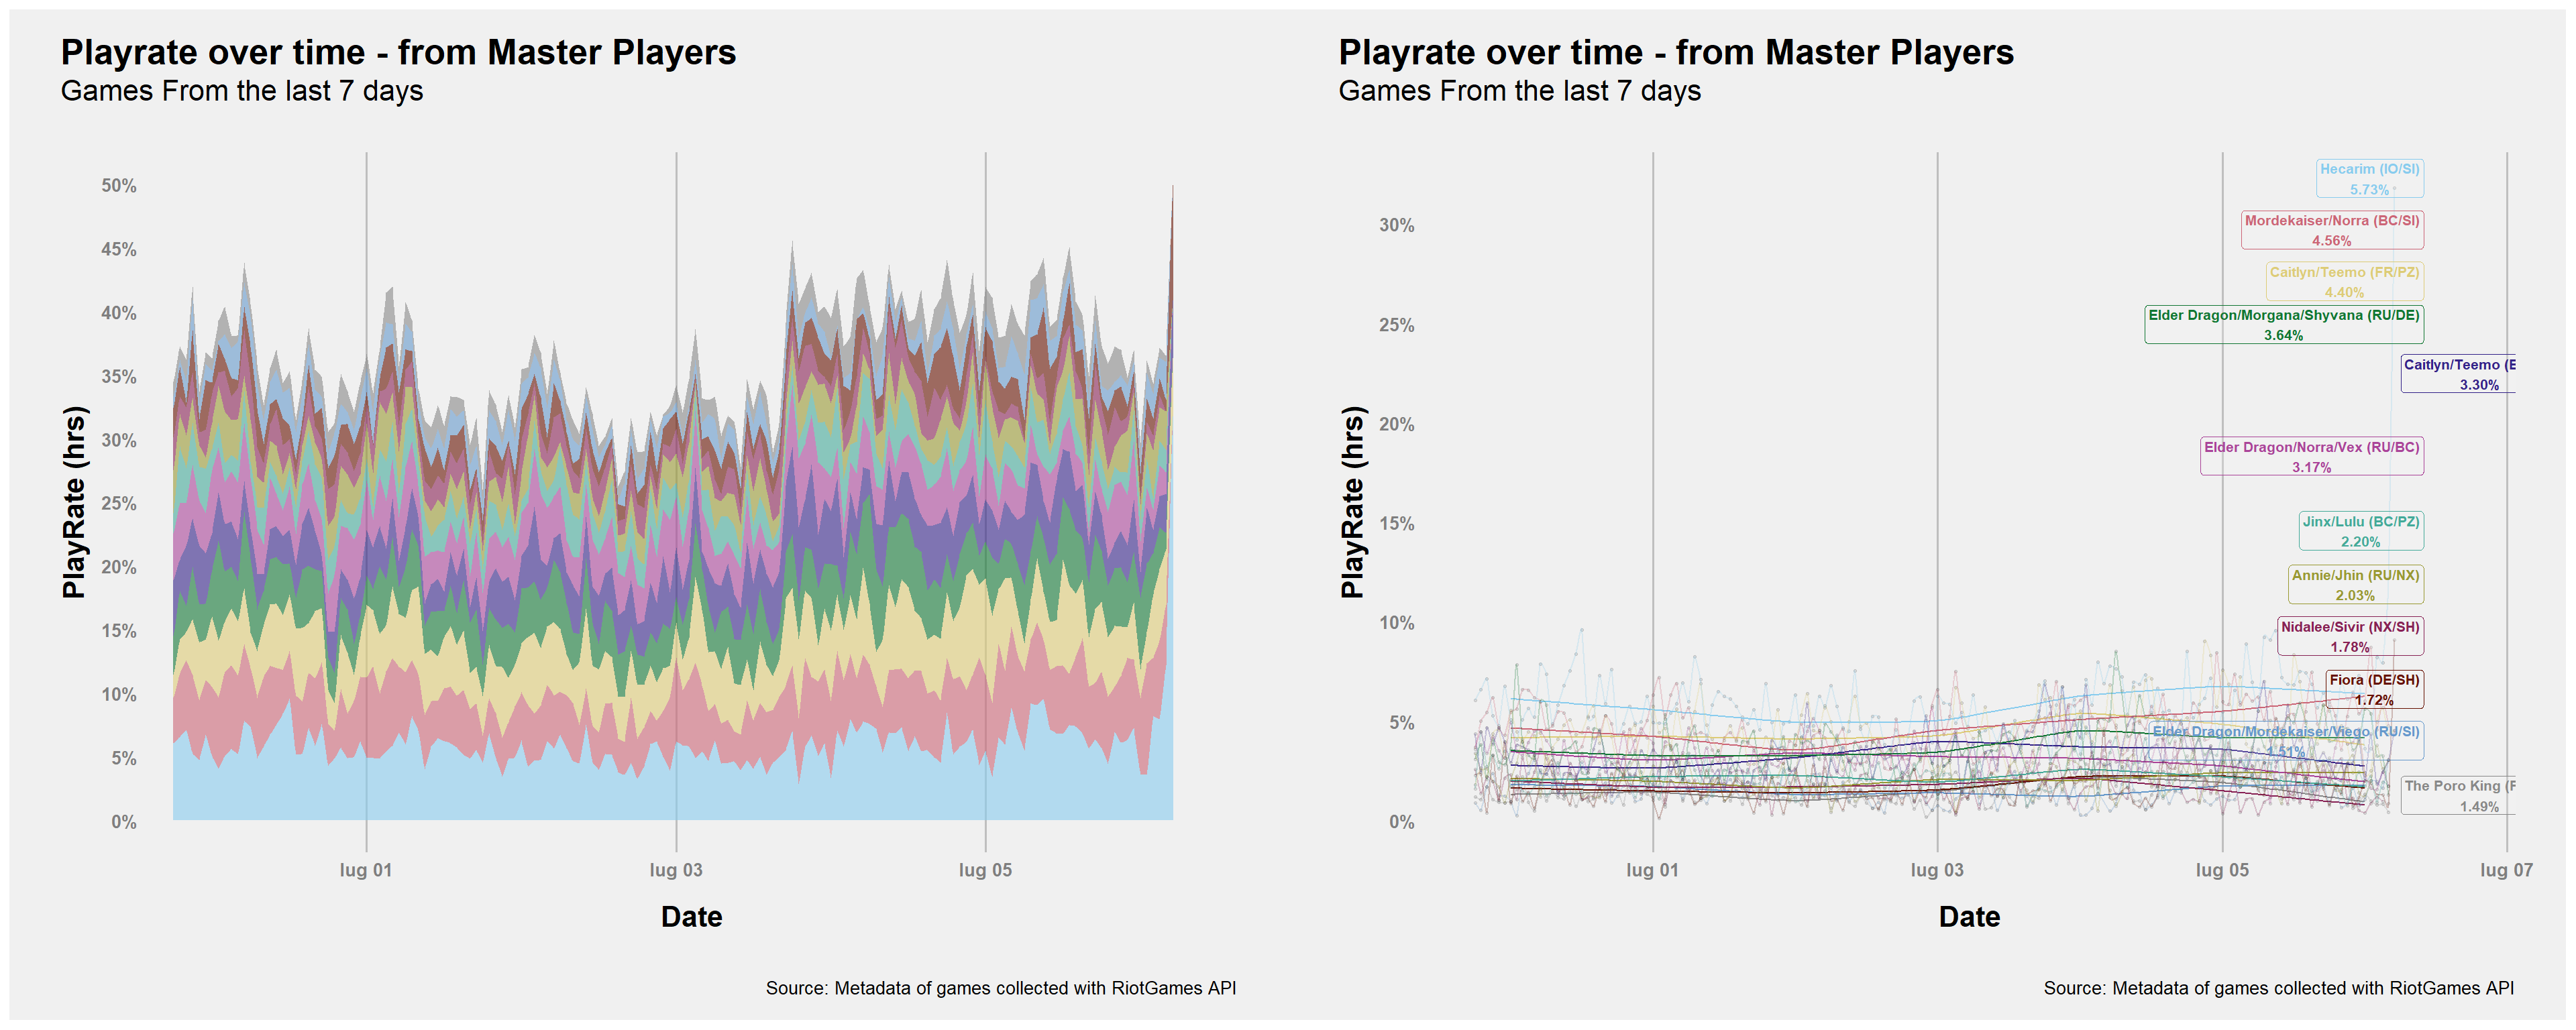 Playrate over time - from Master Players
Games From the last 7 days
PlayRate (hrs)
50%
45%
40%
35%
30%
25%
20%
15%
10%
5%
0%
lug 01
lug 03
lug 05
Date
Source: Metadata of games collected with RiotGames API
Playrate over time - from Master Players
Games From the last 7 days
PlayRate (hrs)
30%
25%
20%
15%
10%
5%
0%
Hecarim (IO/SI)
5.73%
Mordekaiser/Norra (BC/SI)
4.56%
Caitlyn/Teemo (FR/PZ)
4.40%
Elder Dragon/Morgana/Shyvana (RU/DE)
3.64%
Caitlyn/Teemo (
3.30%
Elder Dragon/Norra/Vex (RU/BC)
3.17%
Jinx/Lulu (BC/PZ)
2.20%
Annie/Jhin (RU/NX)
2.03%
Nidalee/Sivir (NX/SH)
1.78%
Fiora (DE/SH)
1.72%
Elder Dragon/Mordekaiser/Viego (RU/SI)
1.51%
The Poro King (
1.49%
lug 01
lug 03
lug 05
lug 07
Date
Source: Metadata of games collected with RiotGames API